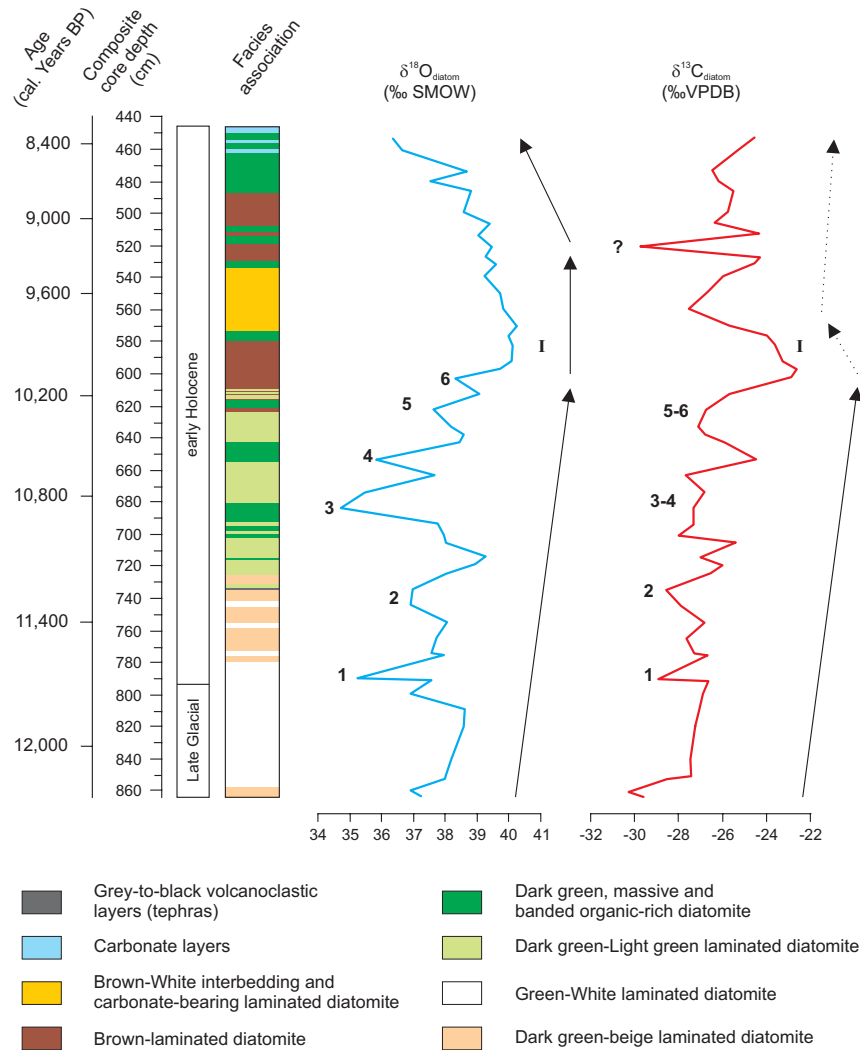 Age
(cal. Years BP)
Composite
core depth
(cm)
Facies
association
δ¹⁸O diatom
(‰ SMOW)
δ¹³C diatom
(‰VPDB)
8,400
9,000
9,600
10,200
10,800
11,400
12,000
440
460
480
500
520
540
560
580
600
620
640
660
680
700
720
740
760
780
800
820
840
860
early Holocene
Late Glacial
I
6
5
4
3
2
1
?
I
5-6
3-4
2
1
34 35 36 37 38 39 40 41
-32 -30 -28 -26 -24 -22
Grey-to-black volcanoclastic
layers (tephras)
Carbonate layers
Brown-White interbedding and
carbonate-bearing laminated diatomite
Brown-laminated diatomite
Dark green, massive and
banded organic-rich diatomite
Dark green-Light green laminated diatomite
Green-White laminated diatomite
Dark green-beige laminated diatomite